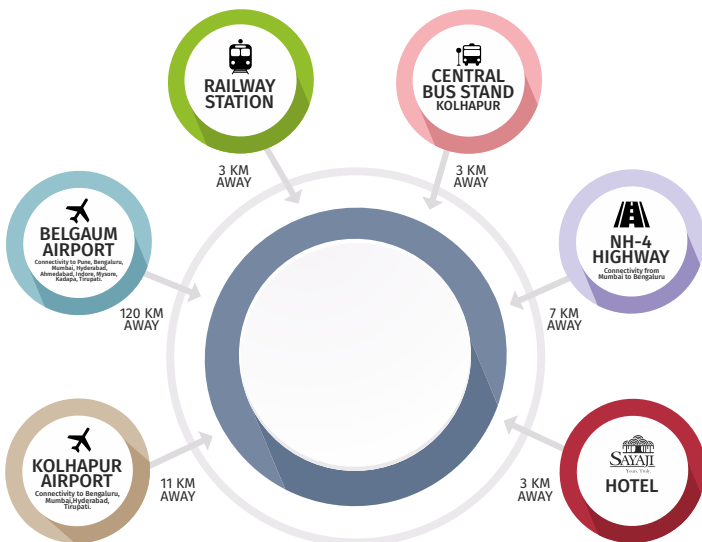 RAILWAY
STATION
3 KM
AWAY
CENTRAL
BUS STAND
KOLHAPUR
3 KM
AWAY
BELGAUM
AIRPORT
Connectivity to Pune, Bengaluru,
Mumbai, Hyderabad,
Ahmedabad, Indore, Mysore,
Kadapa, Tirupati.
120 KM
AWAY
NH-4
HIGHWAY
Connectivity from
Mumbai to Bengaluru
7 KM
AWAY
KOLHAPUR
AIRPORT
Connectivity to Bengaluru,
Mumbai,Hyderabad,
Tirupati.
11 KM
AWAY
SAYAJI
Yours. Truly.
HOTEL
3 KM
AWAY